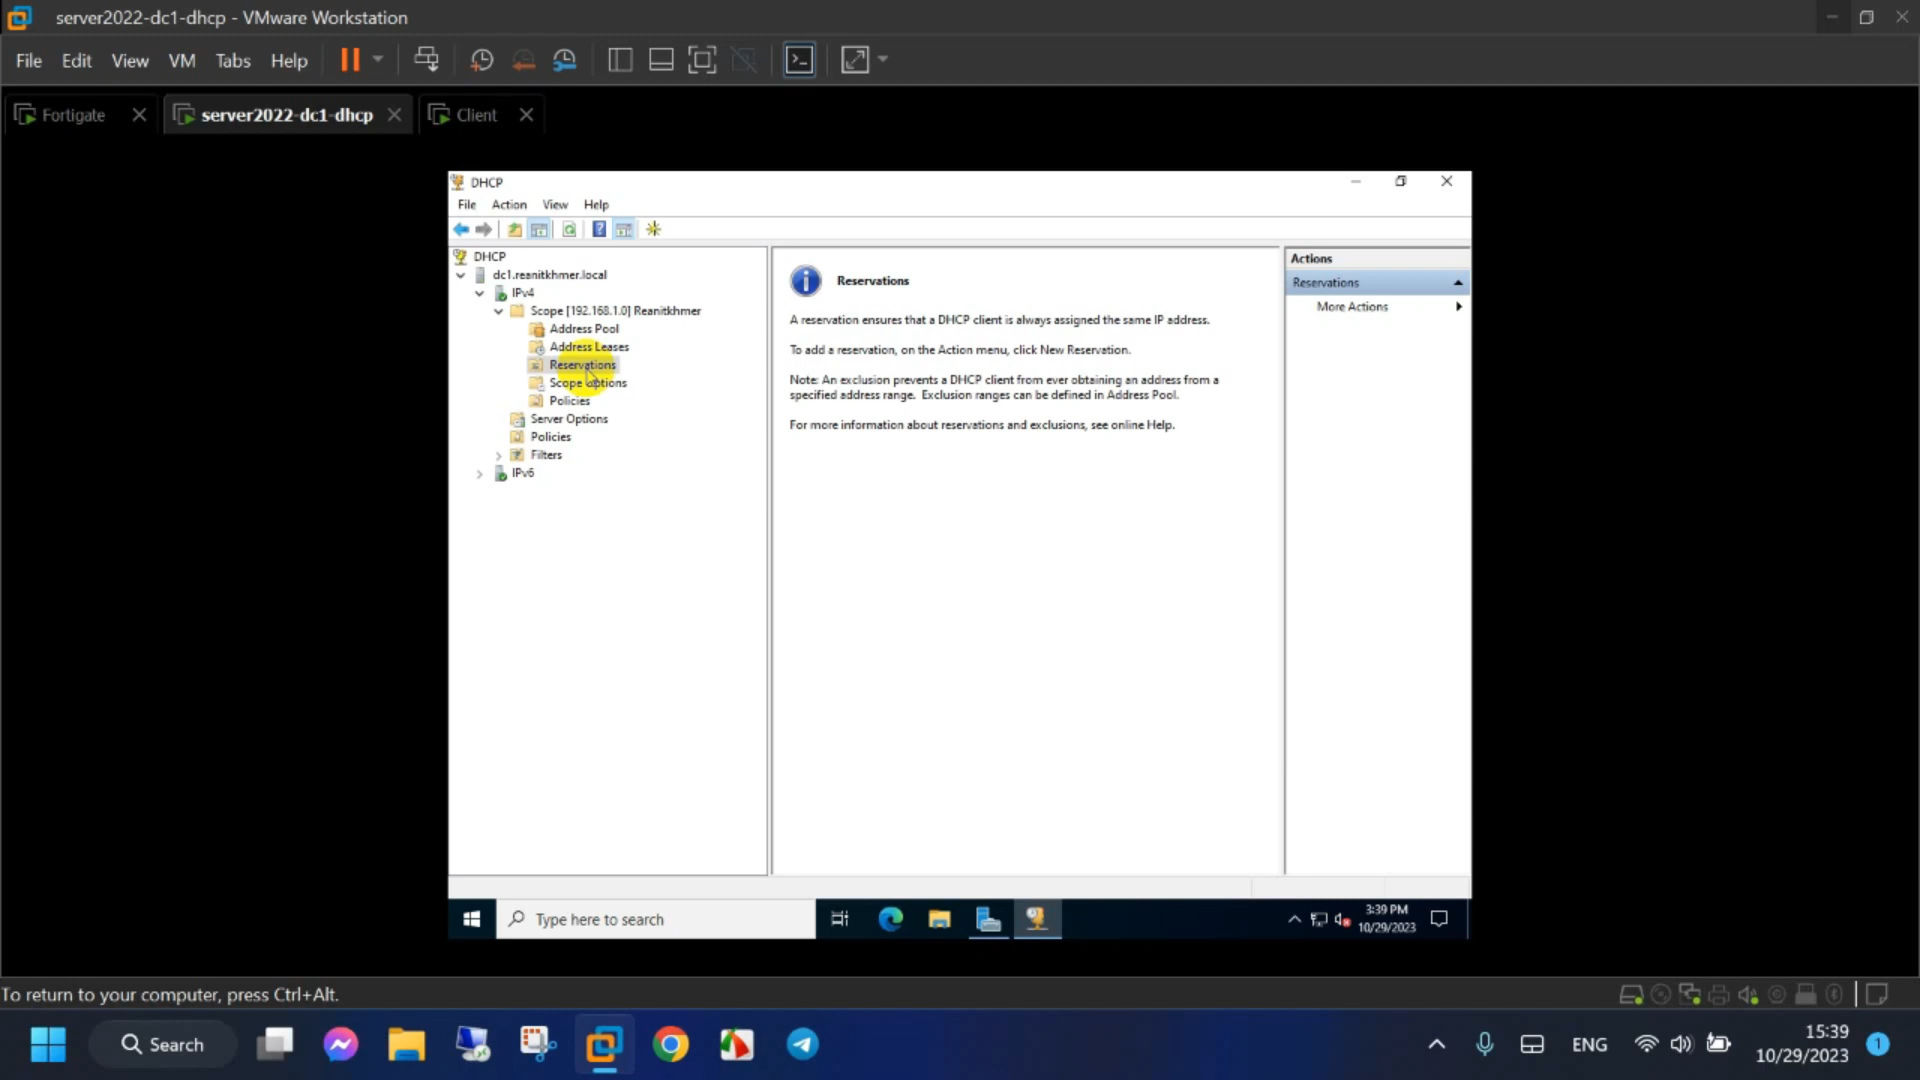 server2022-dc1-dhcp - VMware Workstation
File Edit View VM Tabs Help
Fortigate server2022-dc1-dhcp Client
DHCP
File Action View Help
DHCP
dc1.reanitkhmer.local
IPv4
Scope [192.168.1.0] Reanitkhmer
Address Pool
Address Leases
Reservations
Scope Options
Policies
Server Options
Policies
Filters
IPv6
Reservations
A reservation ensures that a DHCP client is always assigned the same IP address.
To add a reservation, on the Action menu, click New Reservation.
Note: An exclusion prevents a DHCP client from ever obtaining an address from a
specified address range. Exclusion ranges can be defined in Address Pool.
For more information about reservations and exclusions, see online Help.
Actions
Reservations
More Actions
Type here to search
3:39 PM
10/29/2023
To return to your computer, press Ctrl+Alt.
Search
ENG
15:39
10/29/2023
1